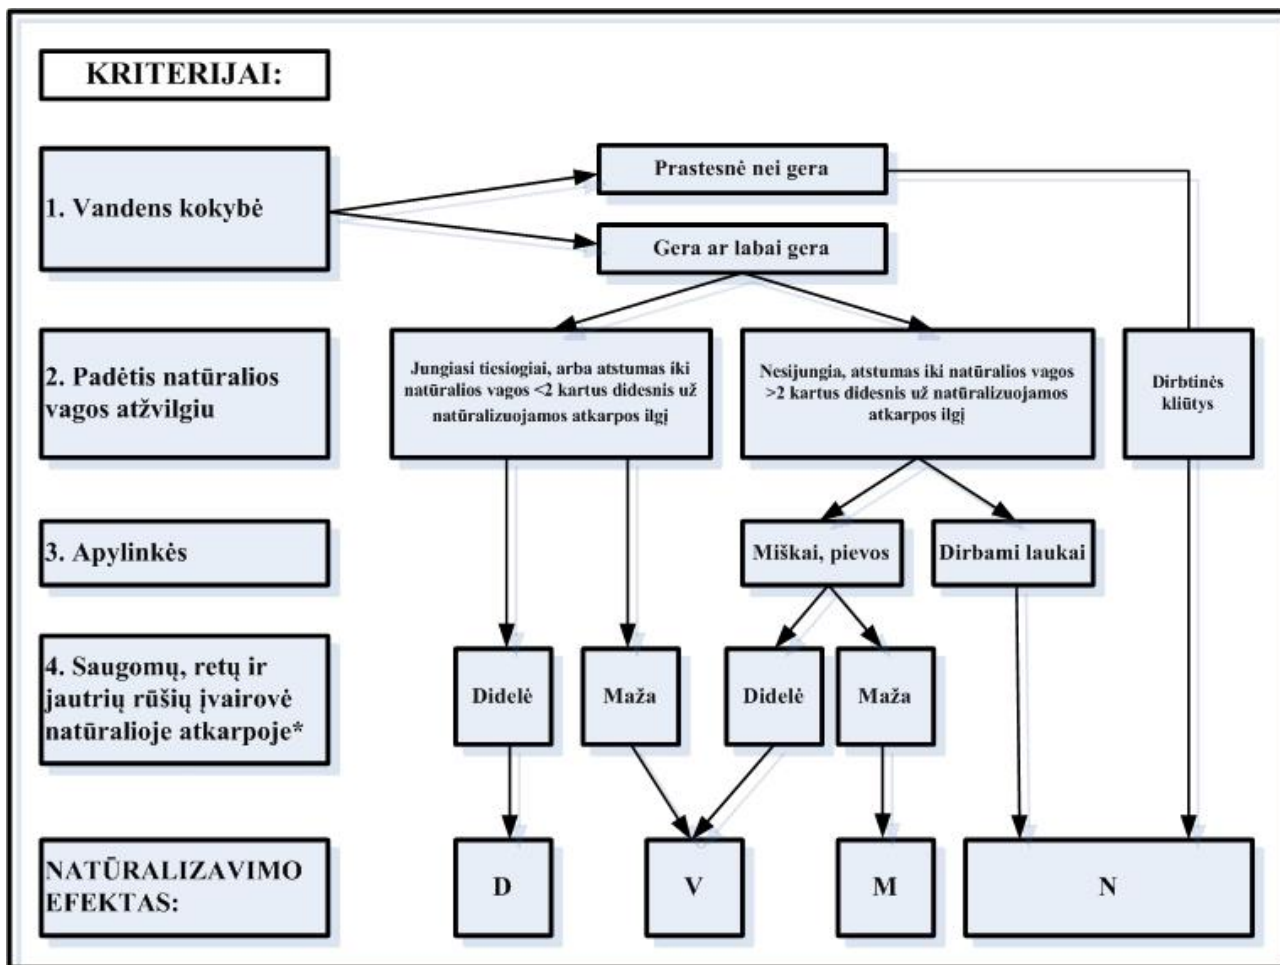 KRITERIJAI:
1. Vandens kokybė
Prastesnė nei gera
Gera ar labai gera
2. Padėtis natūralios
vagos atžvilgiu
Jungiasi tiesiogiai, arba atstumas iki
natūralios vagos <2 kartus didesnis už
natūralizuojamos atkarpos ilgį
Nesijungia, atstumas iki natūralios vagos
>2 kartus didesnis už natūralizuojamos
atkarpos ilgį
Dirbtinės
kliūtys
3. Apylinkės
Miškai, pievos
Dirbami laukai
4. Saugomų, retų ir
jautrių rūšių įvairovė
natūralioje atkarpoje*
Didelė
Maža
Didelė
Maža
NATŪRALIZAVIMO
EFEKTAS:
D
V
M
N